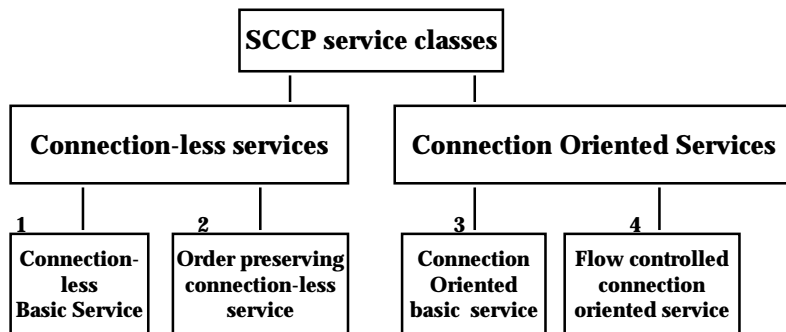 SCCP service classes
Connection-less services
Connection Oriented Services
1
Connection-
less
Basic Service
2
Order preserving
connection-less
service
3
Connection
Oriented
basic service
4
Flow controlled
connection
oriented service